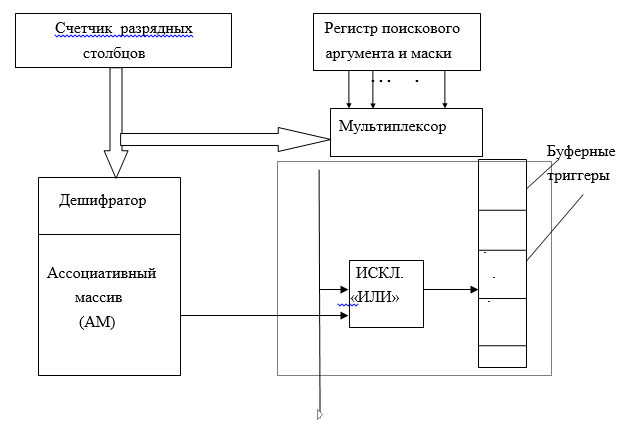 Счетчик разрядных
столбцов
Регистр поискового
аргумента и маски
Мультиплексор
Буферные
триггеры
Дешифратор
Ассоциативный
массив
(АМ)
ИСКЛ.
«ИЛИ»